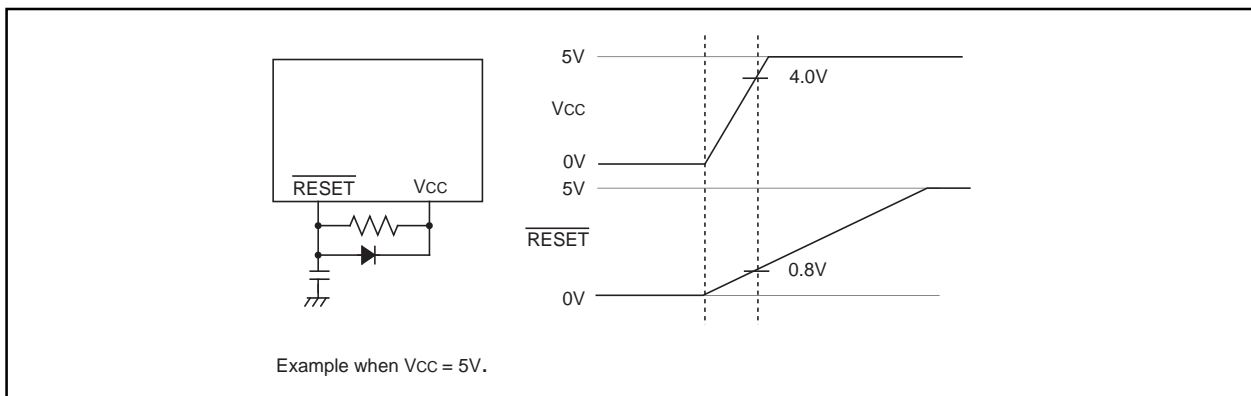 5V
4.0V
VCC
0V
RESET VCC
5V
RESET
0.8V
0V
Example when VCC = 5V.